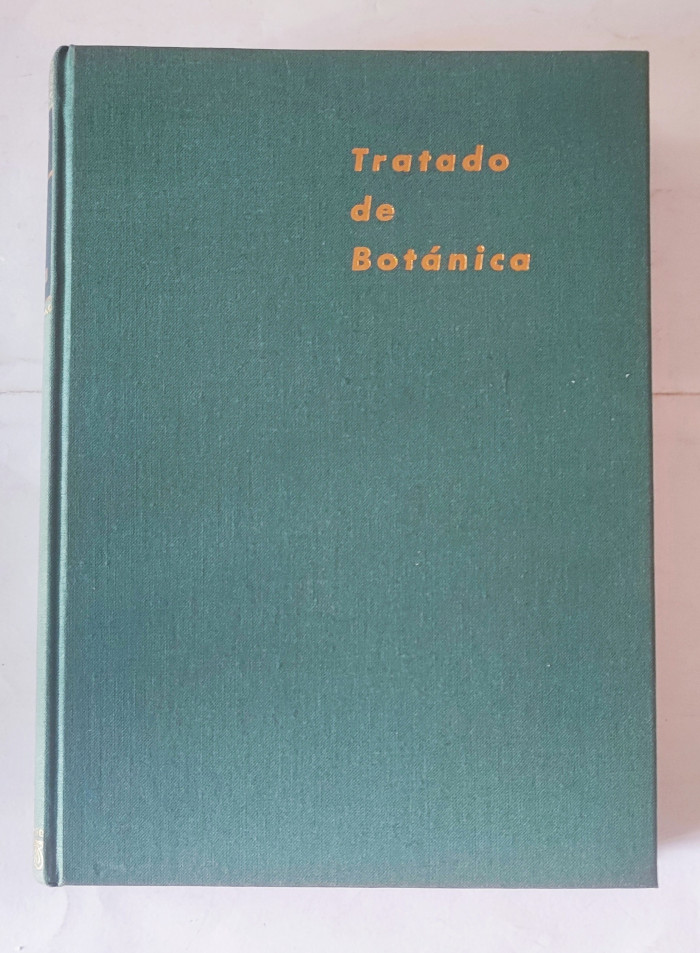 Tratado
de
Botánica